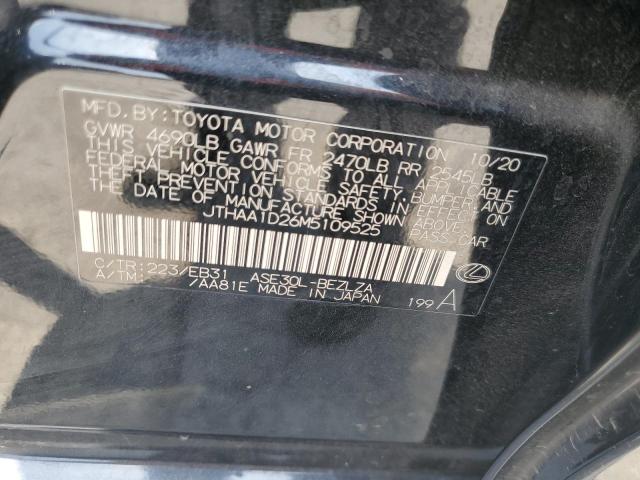 MFD. BY: TOYOTA MOTOR CORPORATION 10/20
GVWR 4690LB GAWR FR 2470LB RR 2545LB
THIS VEHICLE CONFORMS TO ALL APPLICABLE
FEDERAL MOTOR VEHICLE SAFETY, BUMPER, AND
THEFT PREVENTION STANDARDS IN EFFECT ON
THE DATE OF MANUFACTURE SHOWN ABOVE.
JTHAA1D26M5109525 PASS.CAR
C/TR: 223/EB31 ASE30L-BEZLZA
A/TM: /AA81E MADE IN JAPAN 199A